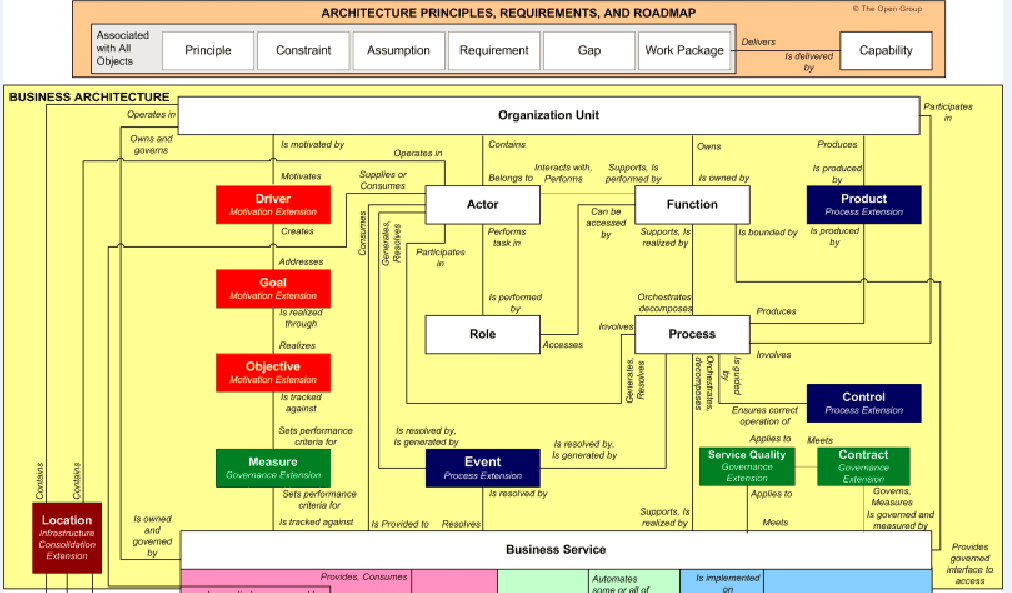 ARCHITECTURE PRINCIPLES, REQUIREMENTS, AND ROADMAP
© The Open Group
Associated
with All
Objects
Principle
Constraint
Assumption
Requirement
Gap
Work Package
Delivers
Is delivered
by
Capability
BUSINESS ARCHITECTURE
Operates in
Organization Unit
Participates
in
Owns and
governs
Is motivated by
Operates in
Contains
Owns
Produces
Motivates
Supplies or
Consumes
Belongs to
Interacts with,
Performs
Supports, Is
performed by
Is owned by
Is produced
by
Driver
Motivation Extension
Actor
Function
Product
Process Extension
Creates
Consumes
Generates,
Resolves
Participates
in
Performs
task in
Can be
accessed
by
Supports, Is
realized by
Is bounded by
Is produced
by
Addresses
Goal
Motivation Extension
Is realized
through
Is performed
by
Orchestrates
decomposes
Produces
Role
Involves
Process
Accesses
Involves
Realizes
Objective
Motivation Extension
Is tracked
against
Generates,
Resolves
Orchestrates,
decomposes
Is guided
by
Control
Process Extension
Ensures correct
operation of
Sets performance
criteria for
Is resolved by,
Is generated by
Is resolved by,
Is generated by
Applies to
Meets
Measure
Governance Extension
Event
Process Extension
Service Quality
Governance
Extension
Contract
Governance
Extension
Contains
Contains
Sets performance
criteria for
Is resolved by
Applies to
Governs,
Measures
Location
Infrastructure
Consolidation
Extension
Is owned
and
governed
by
Is tracked against
Is Provided to
Resolves
Supports, Is
realized by
Meets
Is governed and
measured by
Business Service
Provides
governed
interface to
access
Provides, Consumes
Automates
some or all of
Is implemented
on